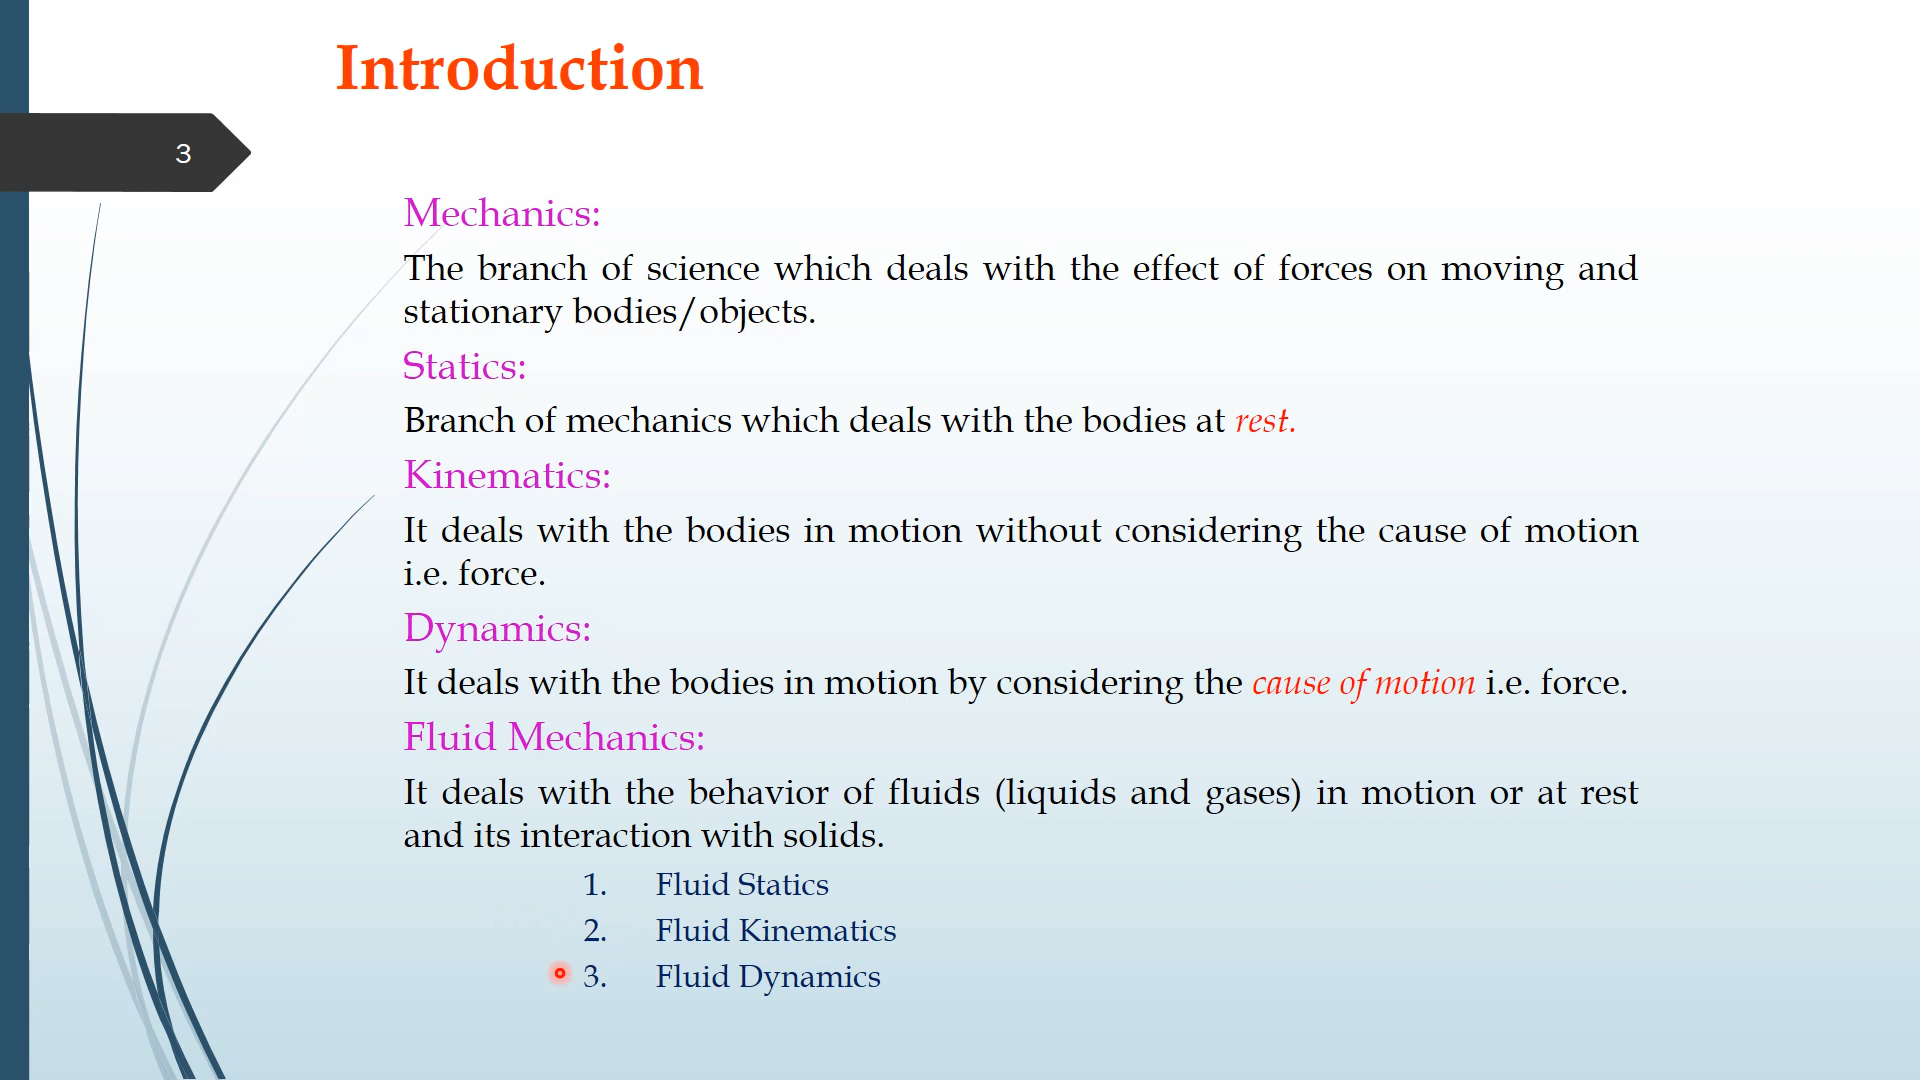 Introduction
3
Mechanics:
The branch of science which deals with the effect of forces on moving and
stationary bodies/objects.
Statics:
Branch of mechanics which deals with the bodies at rest.
Kinematics:
It deals with the bodies in motion without considering the cause of motion
i.e. force.
Dynamics:
It deals with the bodies in motion by considering the cause of motion i.e. force.
Fluid Mechanics:
It deals with the behavior of fluids (liquids and gases) in motion or at rest
and its interaction with solids.
1. Fluid Statics
2. Fluid Kinematics
3. Fluid Dynamics